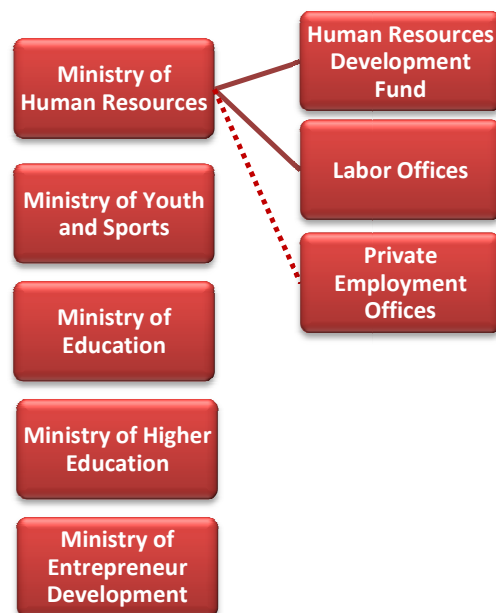 Ministry of
Human Resources
Ministry of Youth
and Sports
Ministry of
Education
Ministry of Higher
Education
Ministry of
Entrepreneur
Development
Human Resources
Development
Fund
Labor Offices
Private
Employment
Offices